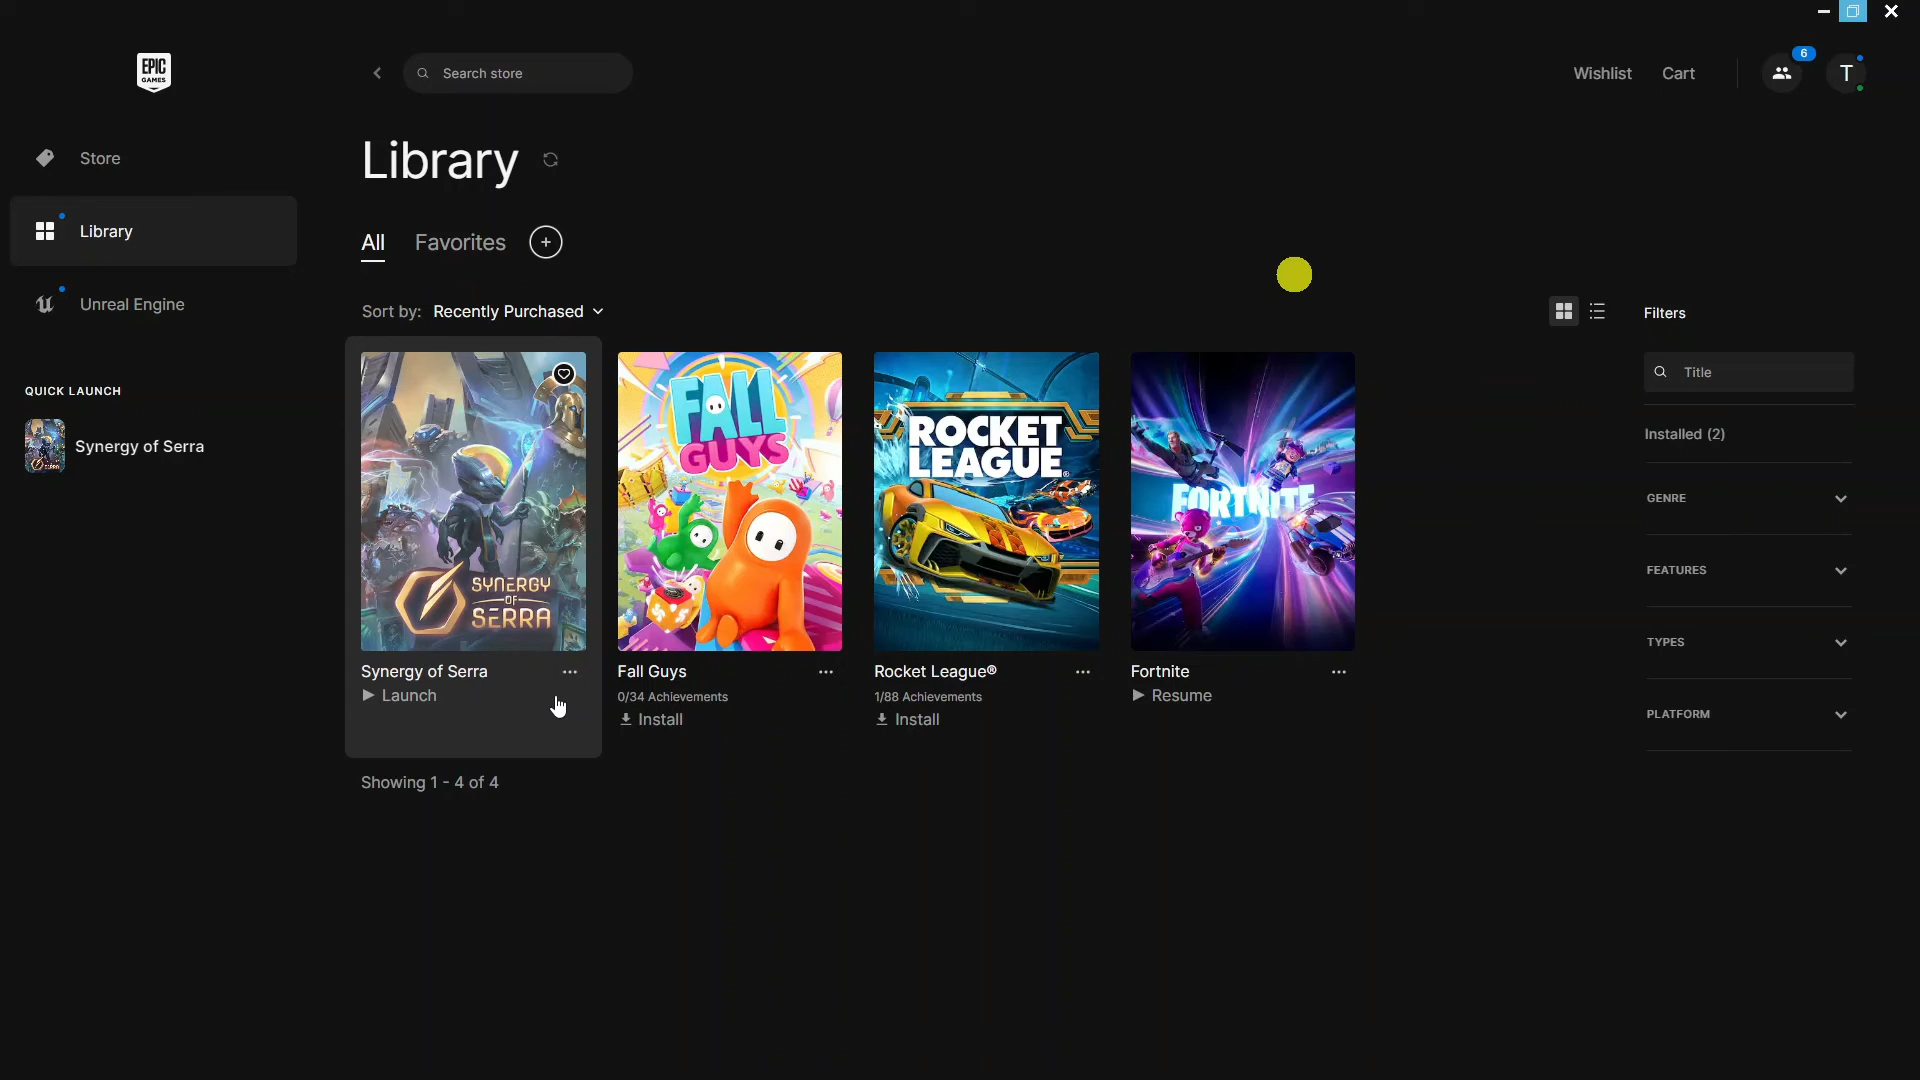 EPIC
GAMES
Search store
Wishlist
Cart
6
T
Store
Library
Unreal Engine
QUICK LAUNCH
Synergy of Serra
Library
All
Favorites
+
Sort by: Recently Purchased
SYNERGY
OF
SERRA
Synergy of Serra
Launch
FALL
GUYS
Fall Guys
0/34 Achievements
Install
ROCKET
LEAGUE®
Rocket League®
1/88 Achievements
Install
FORTNITE
Fortnite
Resume
Showing 1 - 4 of 4
Filters
Title
Installed (2)
GENRE
FEATURES
TYPES
PLATFORM